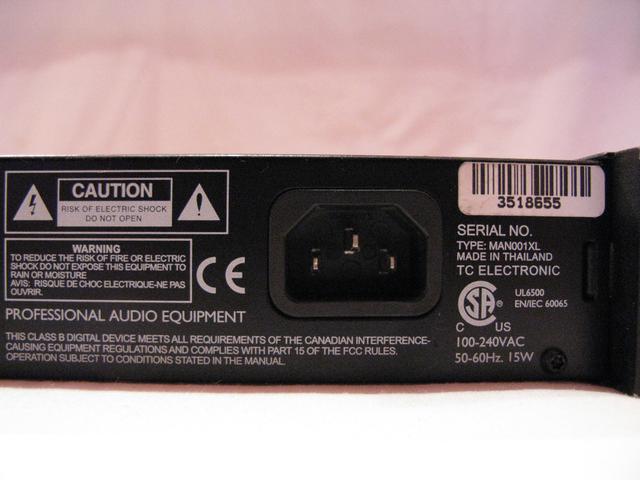 CAUTION
RISK OF ELECTRIC SHOCK
DO NOT OPEN
WARNING
TO REDUCE THE RISK OF FIRE OR ELECTRIC
SHOCK DO NOT EXPOSE THIS EQUIPMENT TO
RAIN OR MOISTURE
AVIS: RISQUE DE CHOC ELECTRIQUE-NE PAS
OUVRIR.
CE
PROFESSIONAL AUDIO EQUIPMENT
THIS CLASS B DIGITAL DEVICE MEETS ALL REQUIREMENTS OF THE CANADIAN INTERFERENCE-
CAUSING EQUIPMENT REGULATIONS AND COMPLIES WITH PART 15 OF THE FCC RULES.
OPERATION SUBJECT TO CONDITIONS STATED IN THE MANUAL.
3518655
SERIAL NO.
TYPE: MAN001XL
MADE IN THAILAND
TC ELECTRONIC
SA
C US
UL6500
EN/IEC 60065
100-240VAC
50-60Hz. 15W